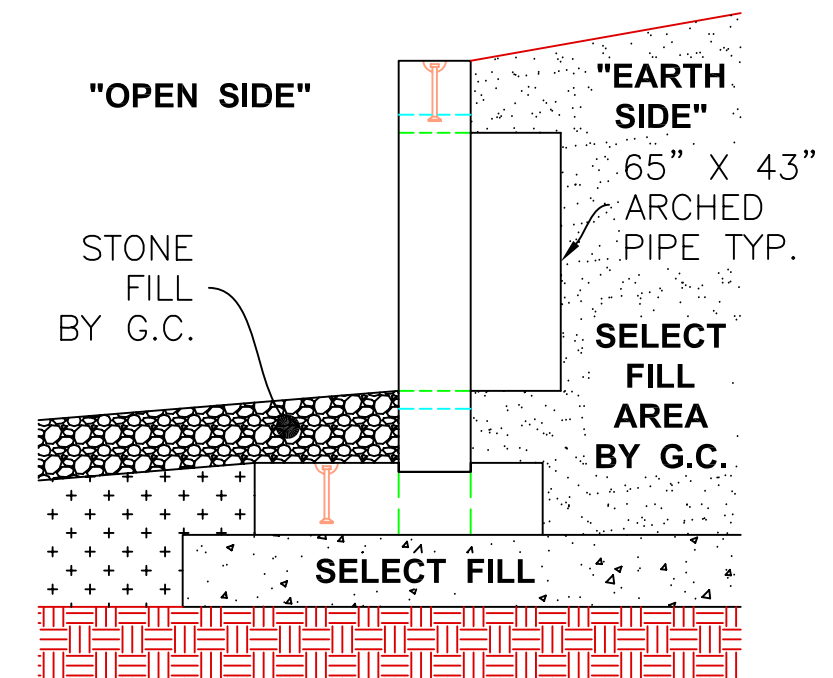 "OPEN SIDE"
"EARTH
SIDE"
65” X 43”
ARCHED
PIPE TYP.
STONE
FILL
BY G.C.
SELECT
FILL
AREA
BY G.C.
SELECT FILL